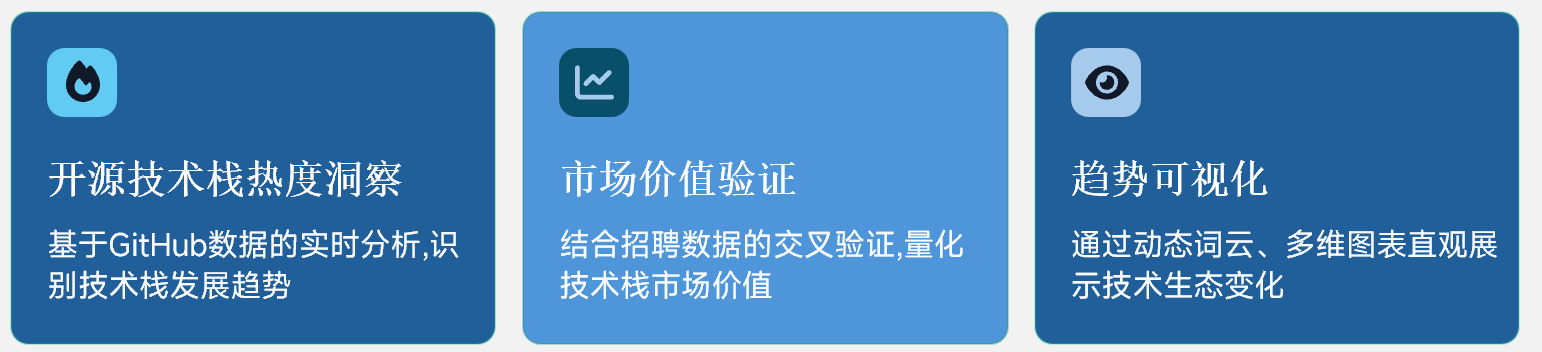 开源技术栈热度洞察
基于GitHub数据的实时分析,识
别技术栈发展趋势
市场价值验证
结合招聘数据的交叉验证,量化
技术栈市场价值
趋势可视化
通过动态词云、多维图表直观展
示技术生态变化